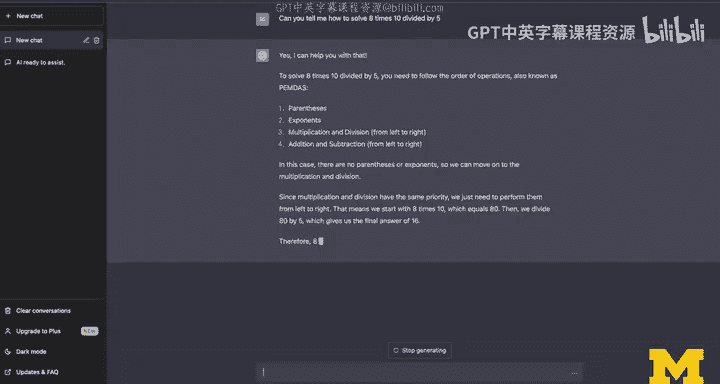 New chat
New chat
AI ready to assist.
Clear conversations
Upgrade to Plus
Dark mode
Updates & FAQ
GPT中英字幕课程资源@bilibili.com
Can you tell me how to solve 8 times 10 divided by 5
GPT中英字幕课程资源 bilibili
Yes, I can help you with that!
To solve 8 times 10 divided by 5, you need to follow the order of operations, also known as
PEMDAS:
1. Parentheses
2. Exponents
3. Multiplication and Division (from left to right)
4. Addition and Subtraction (from left to right)
In this case, there are no parentheses or exponents, so we can move on to the
multiplication and division.
Since multiplication and division have the same priority, we just need to perform them
from left to right. That means we start with 8 times 10, which equals 80. Then, we divide
80 by 5, which gives us the final answer of 16.
Therefore, 8
Stop generating
M